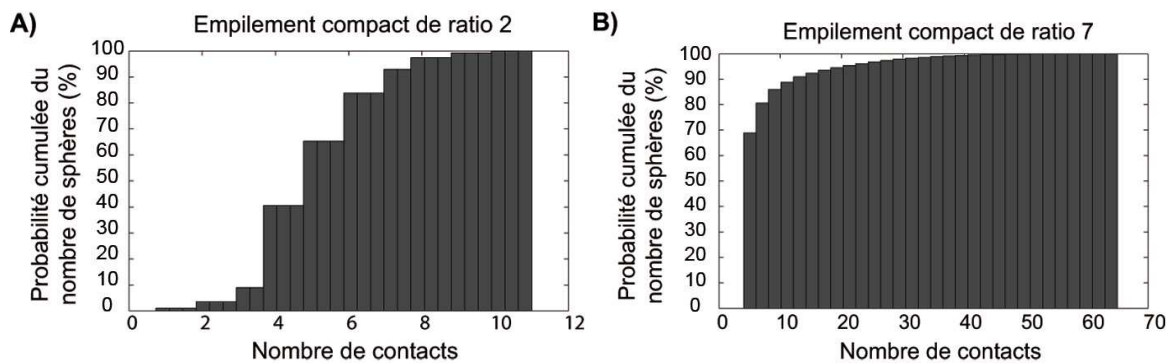 A)
Empilement compact de ratio 2
Probabilité cumulée du
nombre de sphères (%)
100
90
80
70
60
50
40
30
20
10
0
0 2 4 6 8 10 12
Nombre de contacts
B)
Empilement compact de ratio 7
Probabilité cumulée du
nombre de sphères (%)
100
90
80
70
60
50
40
30
20
10
0
0 10 20 30 40 50 60 70
Nombre de contacts